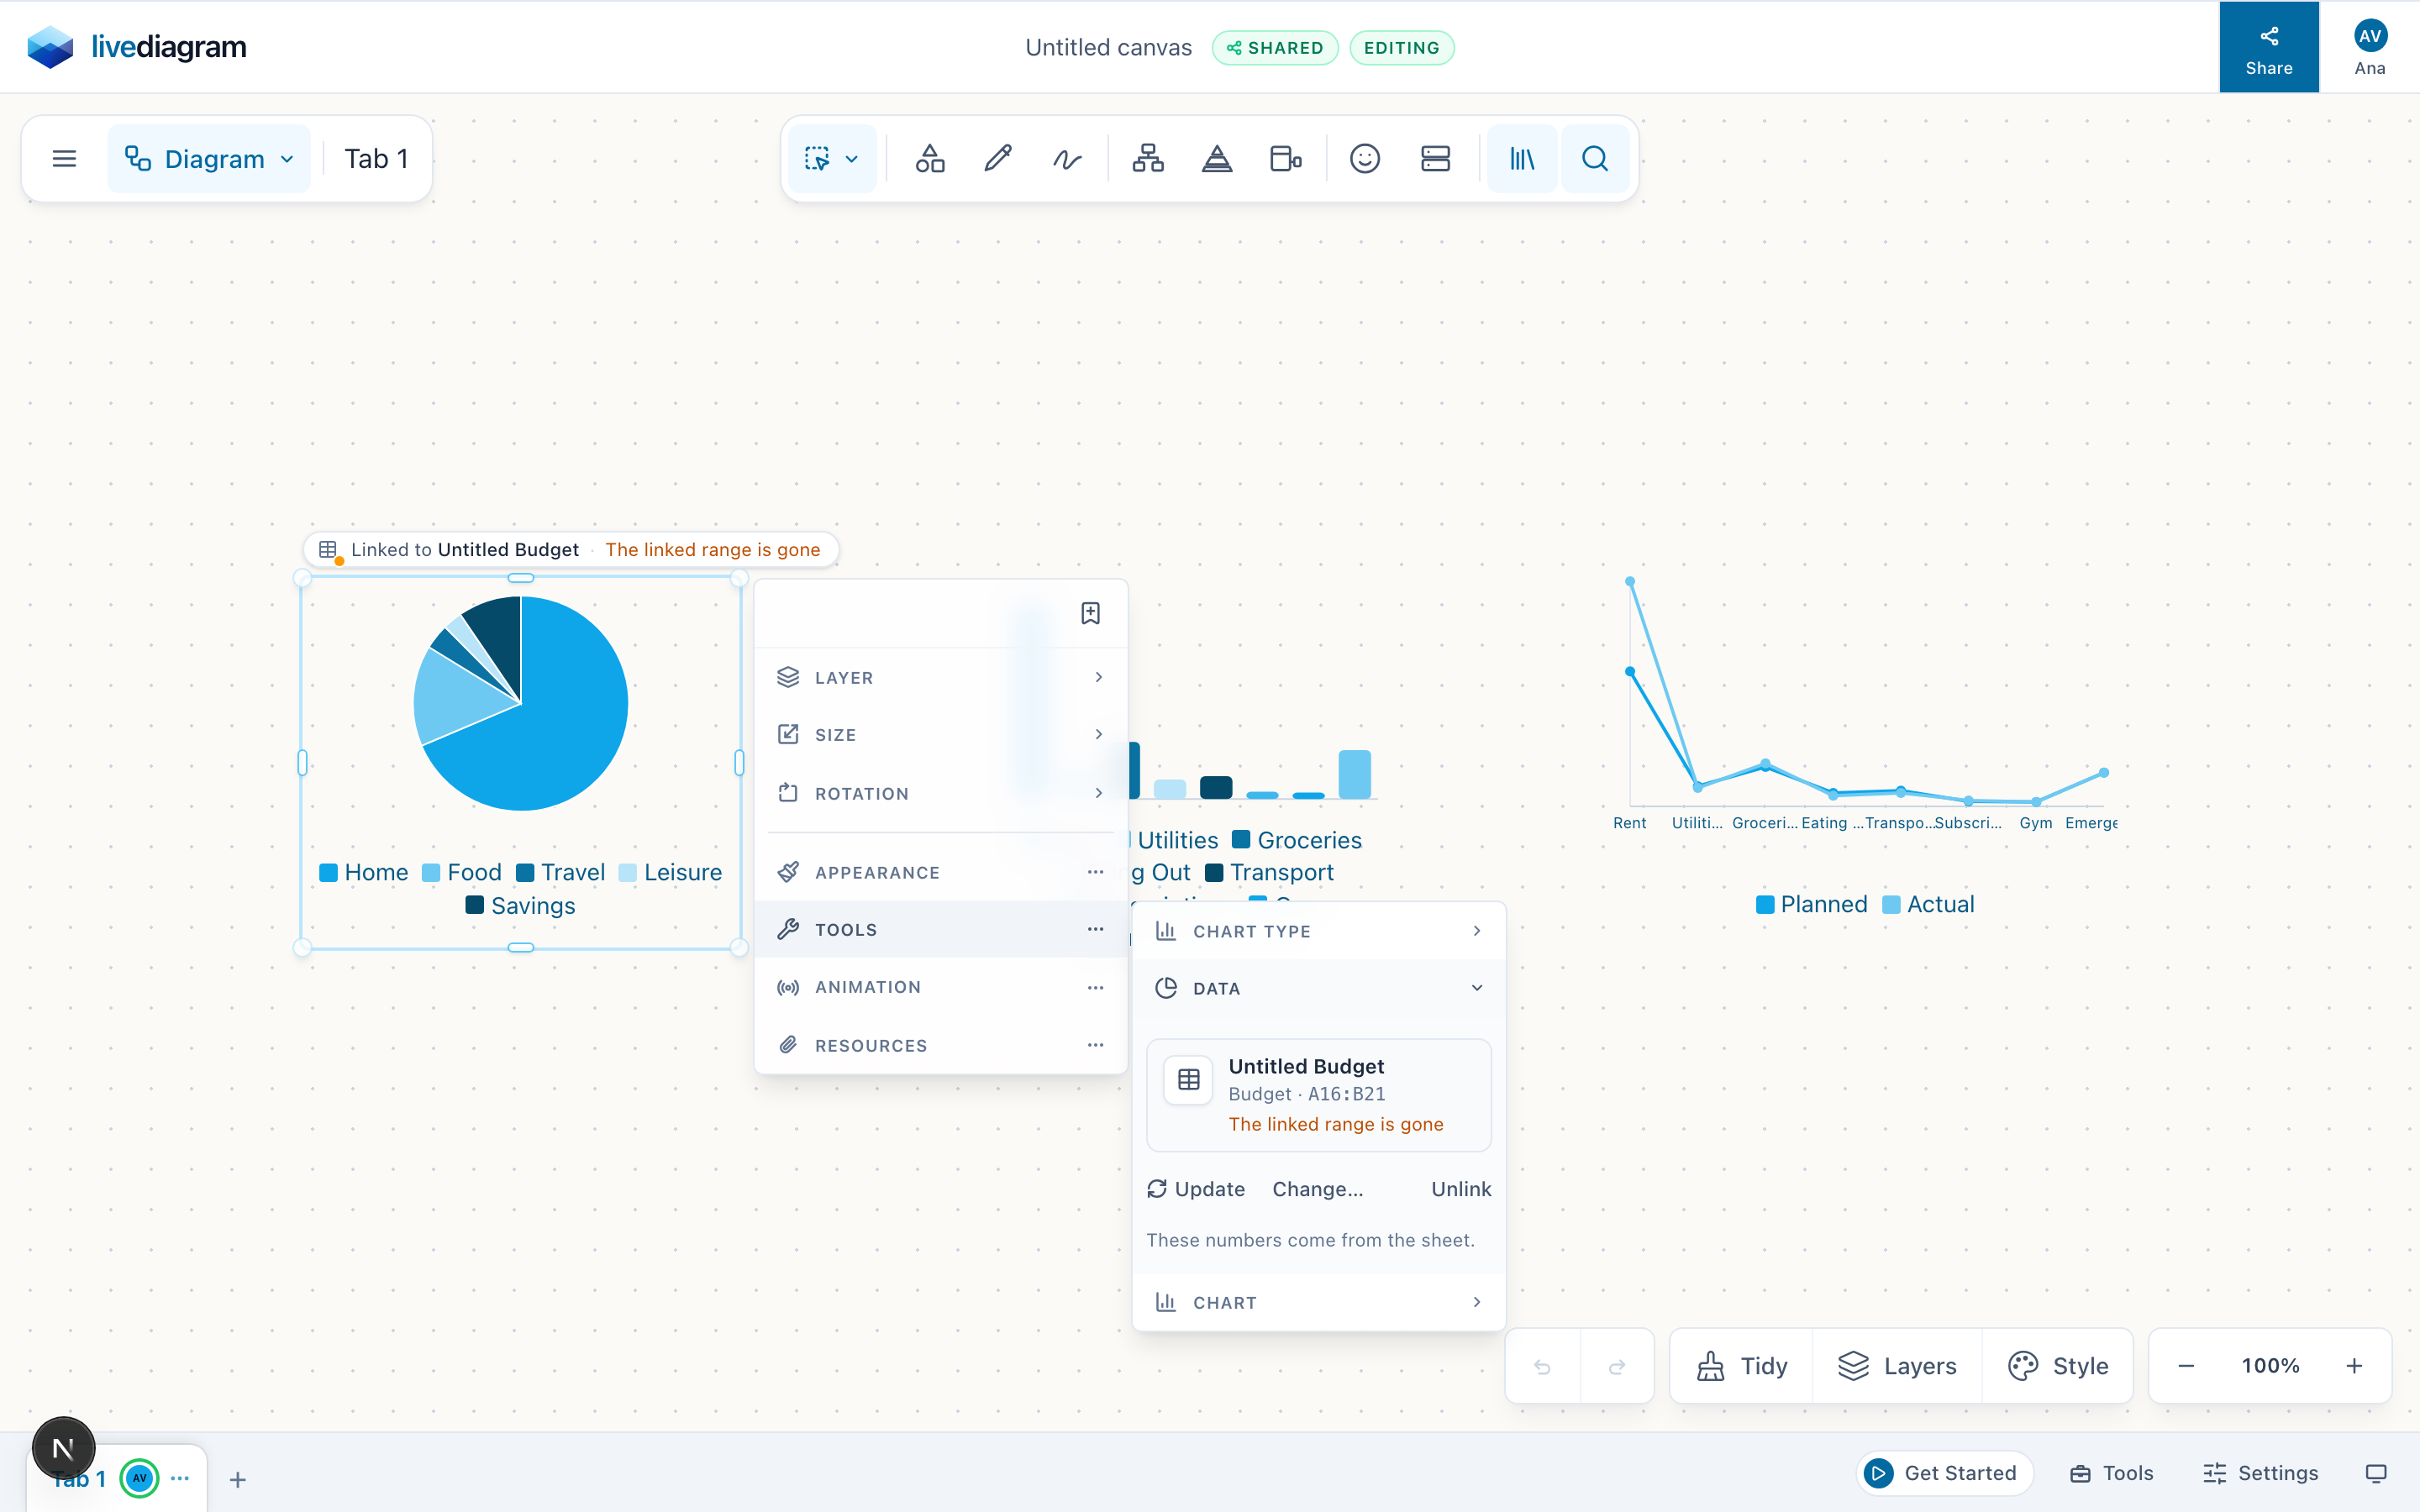 livediagram
Untitled canvas
SHARED
EDITING
Share
AV
Ana
Diagram
Tab 1
Linked to Untitled Budget · The linked range is gone
LAYER
SIZE
ROTATION
APPEARANCE
TOOLS
ANIMATION
RESOURCES
Home Food Travel Leisure
Savings
Utilities Groceries
Out Transport
CHART TYPE
DATA
Untitled Budget
Budget · A16:B21
The linked range is gone
Update Change... Unlink
These numbers come from the sheet.
CHART
Rent Utiliti... Groceri... Eating ... Transpo... Subscri... Gym Emerge
Planned Actual
Tidy
Layers
Style
100%
N
Tab 1
AV
Get Started
Tools
Settings